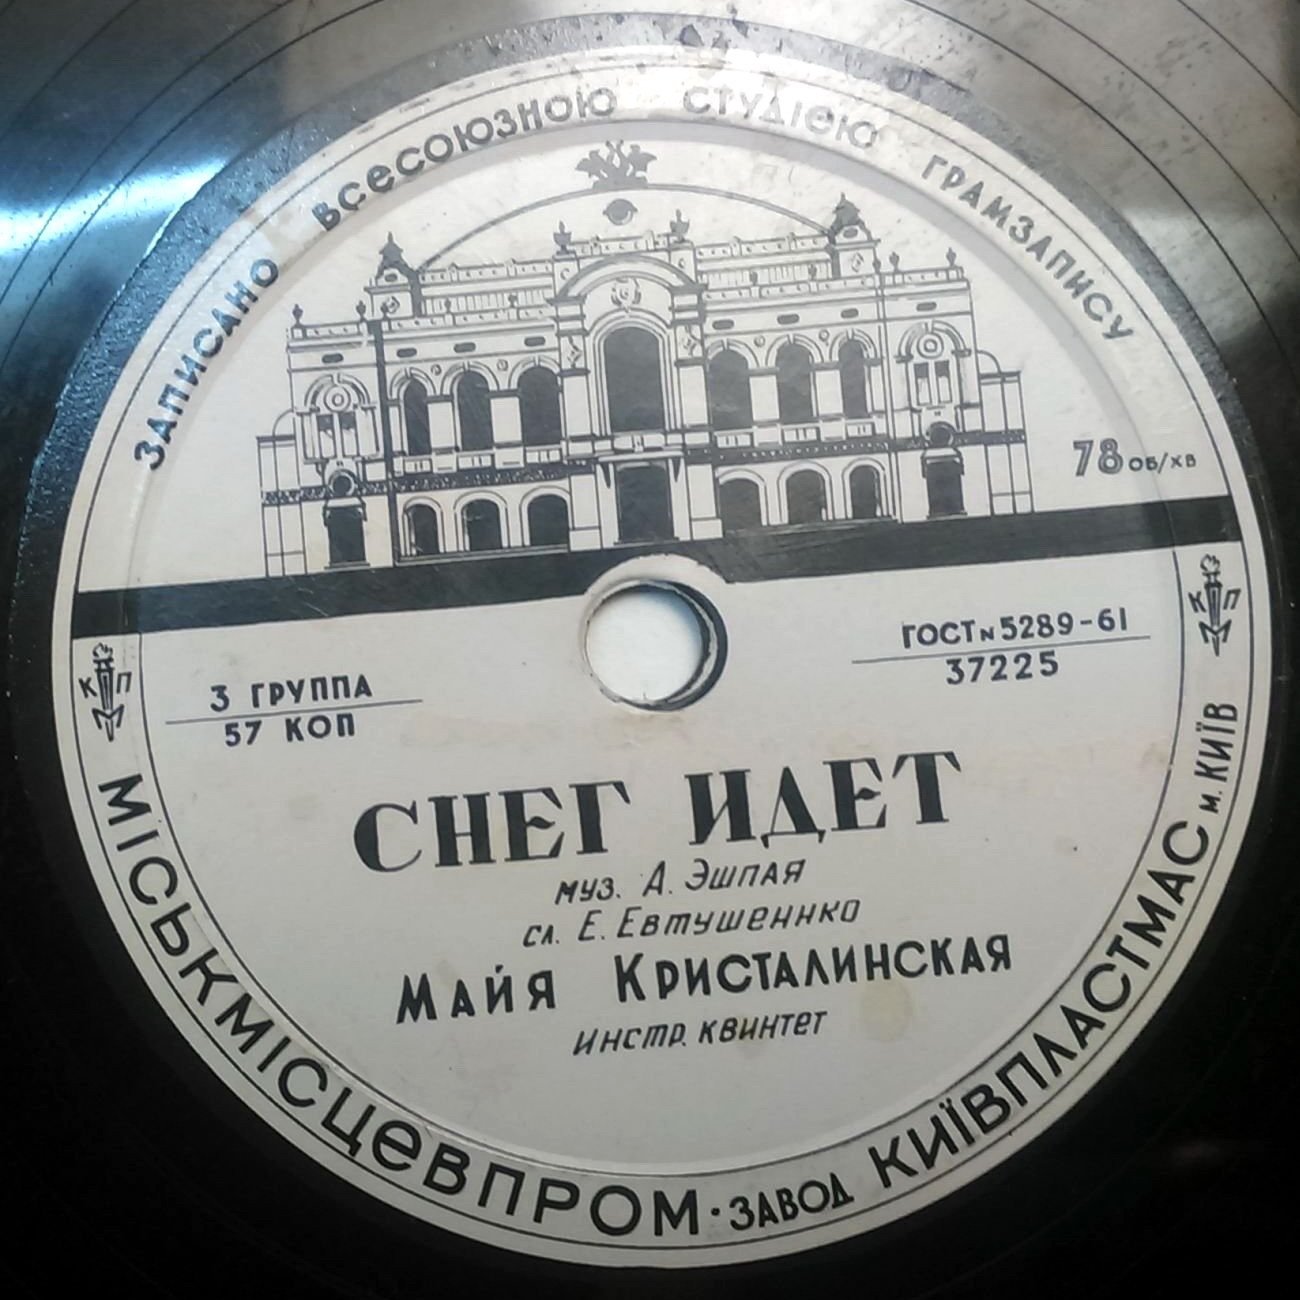 ЗАПИСАНО ВСЕСОЮЗНОЮ СТУДІЄЮ ГРАМЗАПИСУ
78 ОБ/ХВ
К П
К П
3 ГРУППА
57 КОП
ГОСТ N 5289-61
37225
СНЕГ ИДЕТ
муз. А. Эшпая
сл. Е. Евтушеннко
Майя Кристалинская
инстр. квинтет
МІСЬКМІСЦЕВПРОМ · ЗАВОД КИЇВПЛАСТМАС м. КИЇВ